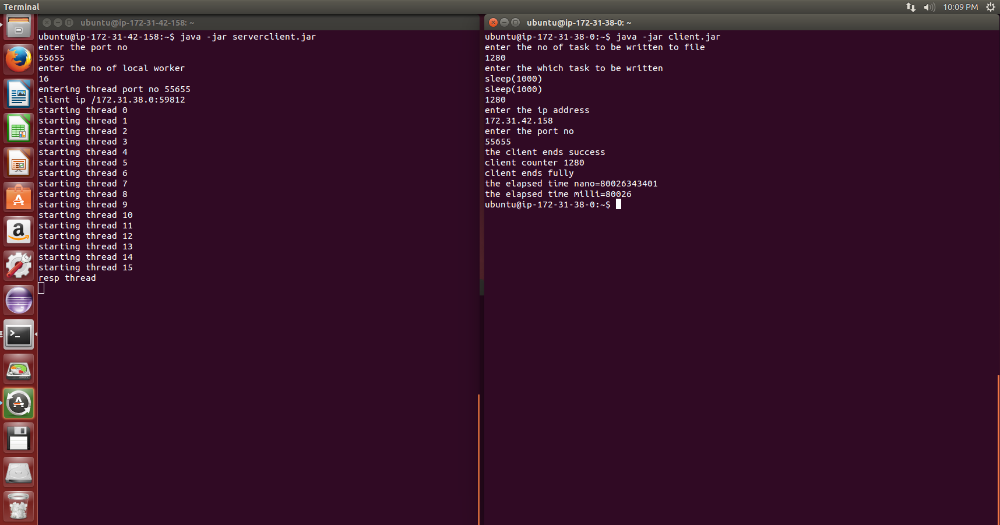 Terminal
10:09 PM
ubuntu@ip-172-31-42-158: ~
ubuntu@ip-172-31-42-158:~$ java -jar serverclient.jar
enter the port no
55655
enter the no of local worker
16
entering thread port no 55655
client ip /172.31.38.0:59812
starting thread 0
starting thread 1
starting thread 2
starting thread 3
starting thread 4
starting thread 5
starting thread 6
starting thread 7
starting thread 8
starting thread 9
starting thread 10
starting thread 11
starting thread 12
starting thread 13
starting thread 14
starting thread 15
resp thread
ubuntu@ip-172-31-38-0: ~
ubuntu@ip-172-31-38-0:~$ java -jar client.jar
enter the no of task to be written to file
1280
enter the which task to be written
sleep(1000)
sleep(1000)
1280
enter the ip address
172.31.42.158
enter the port no
55655
the client ends success
client counter 1280
client ends fully
the elapsed time nano=80026343401
the elapsed time milli=80026
ubuntu@ip-172-31-38-0:~$